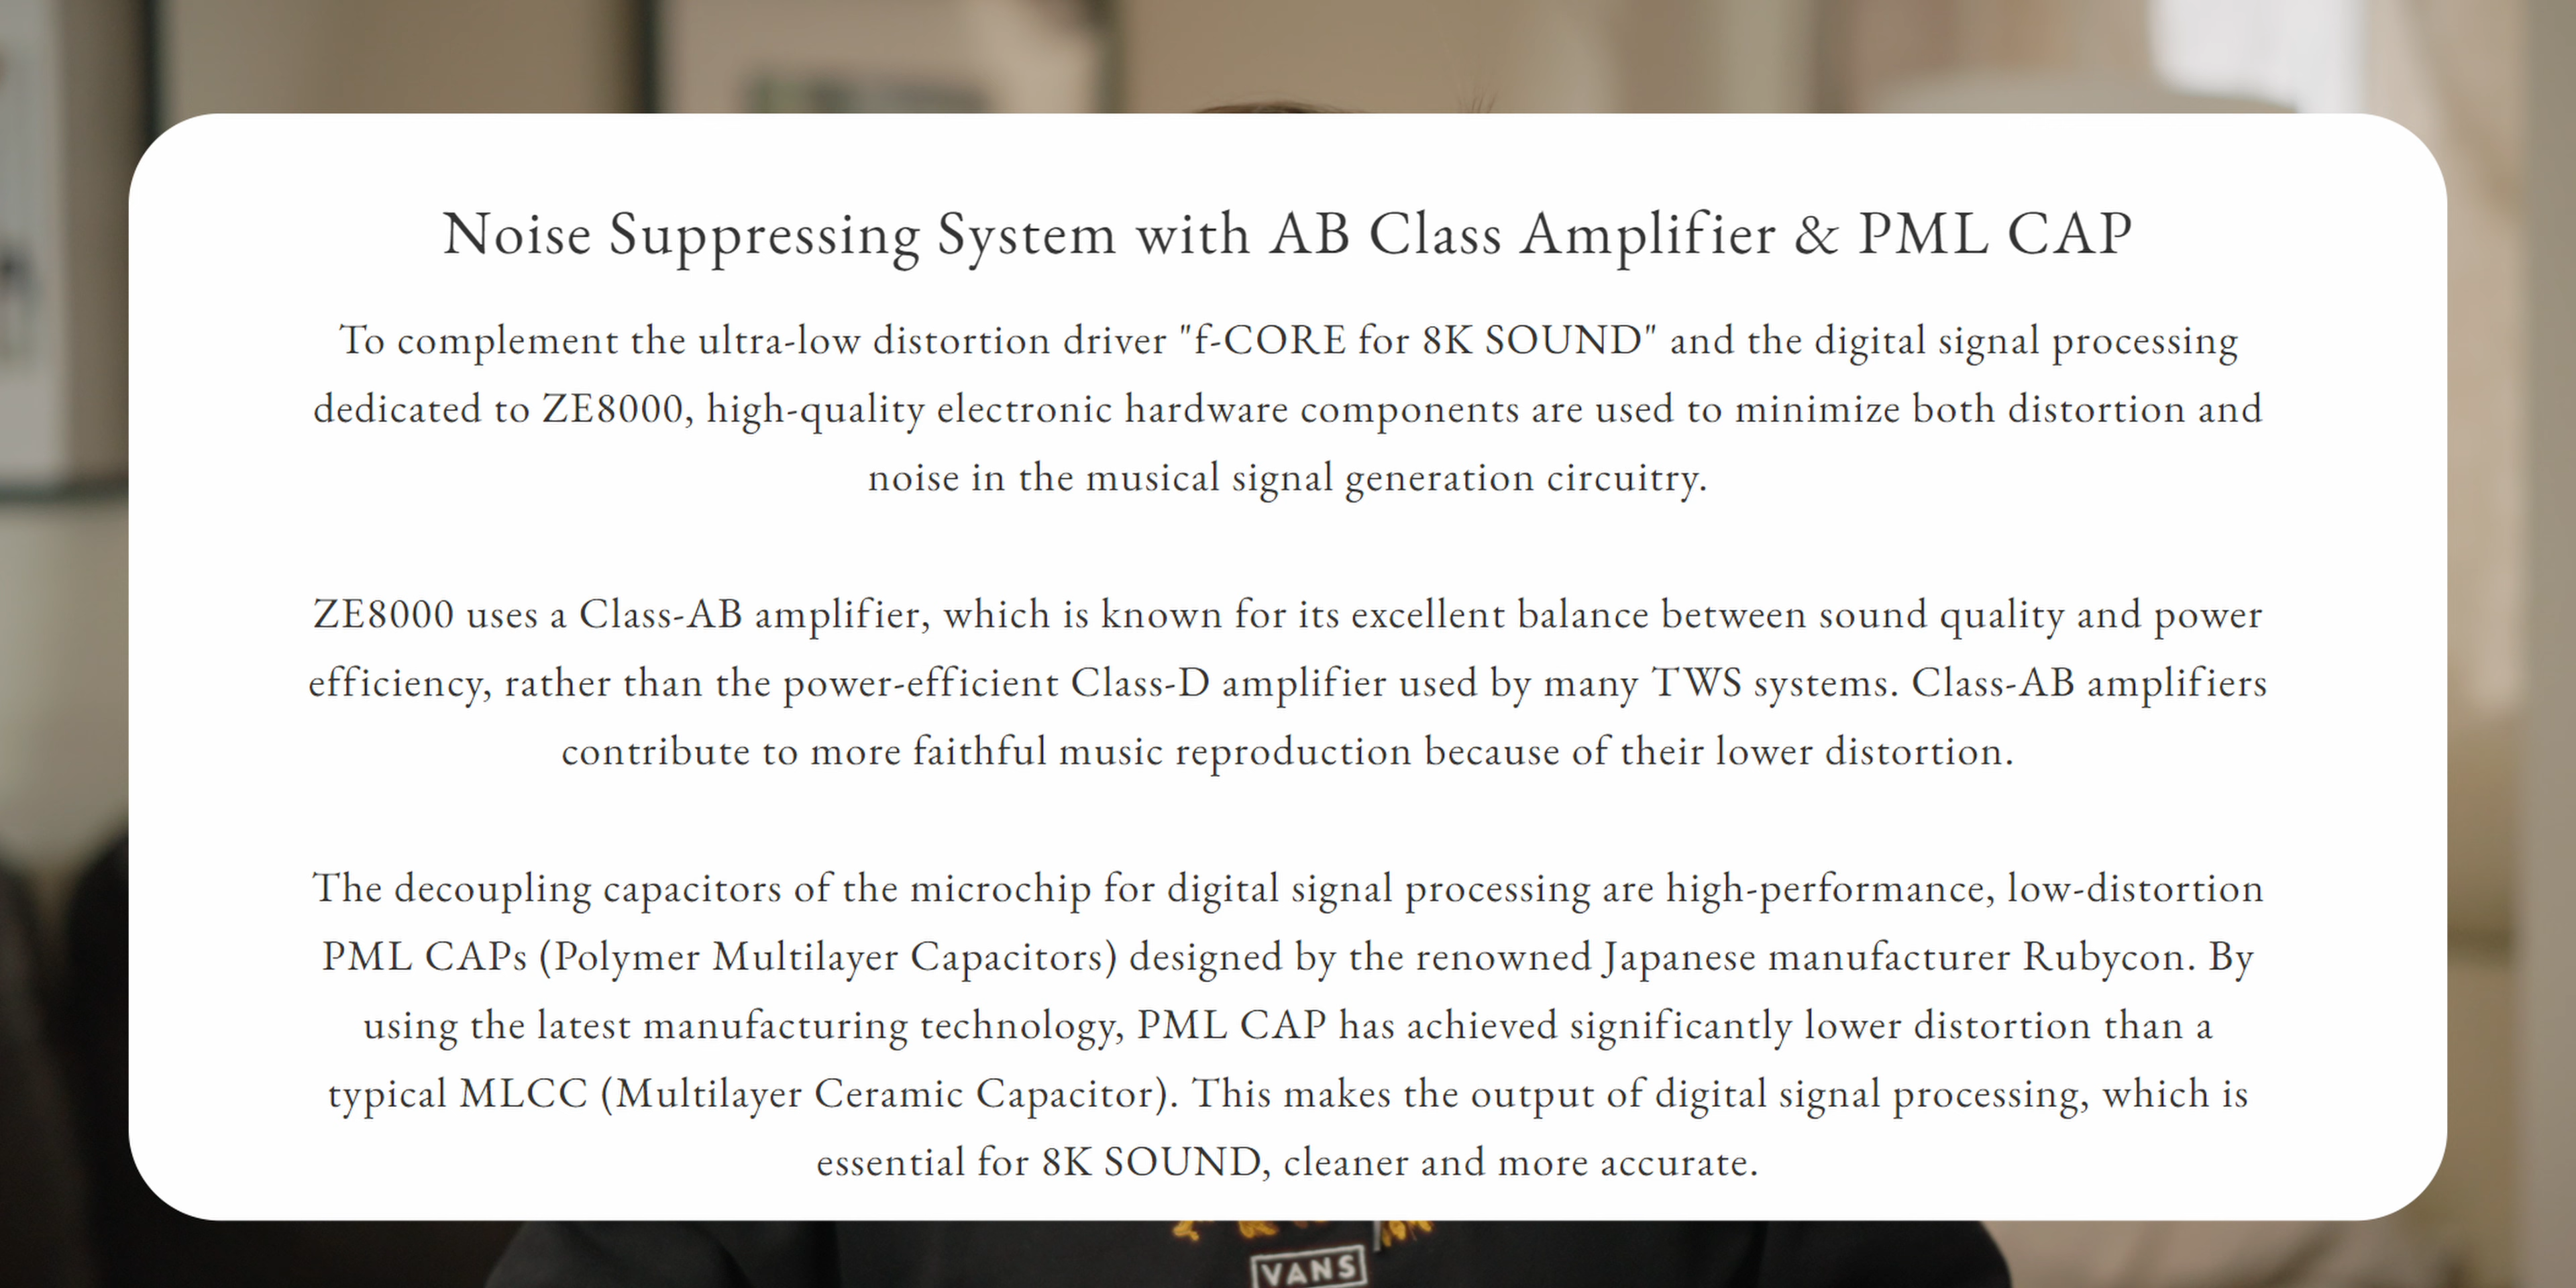 Noise Suppressing System with AB Class Amplifier & PML CAP
To complement the ultra-low distortion driver "f-CORE for 8K SOUND" and the digital signal processing
dedicated to ZE8000, high-quality electronic hardware components are used to minimize both distortion and
noise in the musical signal generation circuitry.
ZE8000 uses a Class-AB amplifier, which is known for its excellent balance between sound quality and power
efficiency, rather than the power-efficient Class-D amplifier used by many TWS systems. Class-AB amplifiers
contribute to more faithful music reproduction because of their lower distortion.
The decoupling capacitors of the microchip for digital signal processing are high-performance, low-distortion
PML CAPs (Polymer Multilayer Capacitors) designed by the renowned Japanese manufacturer Rubycon. By
using the latest manufacturing technology, PML CAP has achieved significantly lower distortion than a
typical MLCC (Multilayer Ceramic Capacitor). This makes the output of digital signal processing, which is
essential for 8K SOUND, cleaner and more accurate.
VANS